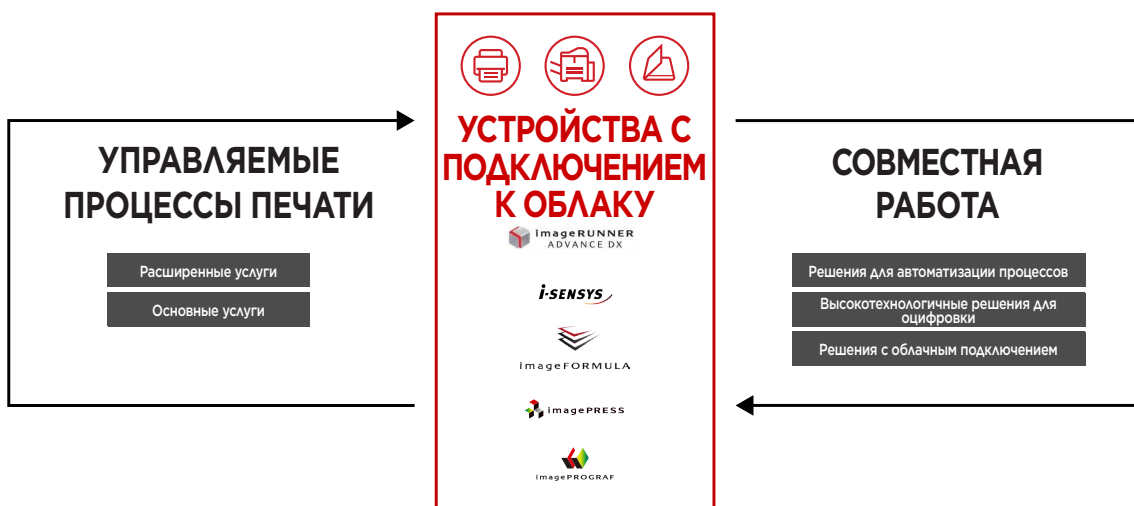 УПРАВЛЯЕМЫЕ
ПРОЦЕССЫ ПЕЧАТИ
Расширенные услуги
Основные услуги
УСТРОЙСТВА С
ПОДКЛЮЧЕНИЕМ
К ОБЛАКУ
imageRUNNER
ADVANCE DX
i-SENSYS
imageFORMULA
imagePRESS
imagePROGRAF
СОВМЕСТНАЯ
РАБОТА
Решения для автоматизации процессов
Высокотехнологичные решения для
оцифровки
Решения с облачным подключением